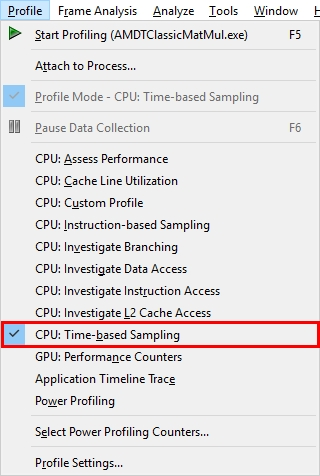 Profile Frame Analysis Analyze Tools Window H
Start Profiling (AMDTClassicMatMul.exe) F5
Attach to Process...
Profile Mode - CPU: Time-based Sampling
Pause Data Collection F6
CPU: Assess Performance
CPU: Cache Line Utilization
CPU: Custom Profile
CPU: Instruction-based Sampling
CPU: Investigate Branching
CPU: Investigate Data Access
CPU: Investigate Instruction Access
CPU: Investigate L2 Cache Access
CPU: Time-based Sampling
GPU: Performance Counters
Application Timeline Trace
Power Profiling
Select Power Profiling Counters...
Profile Settings...